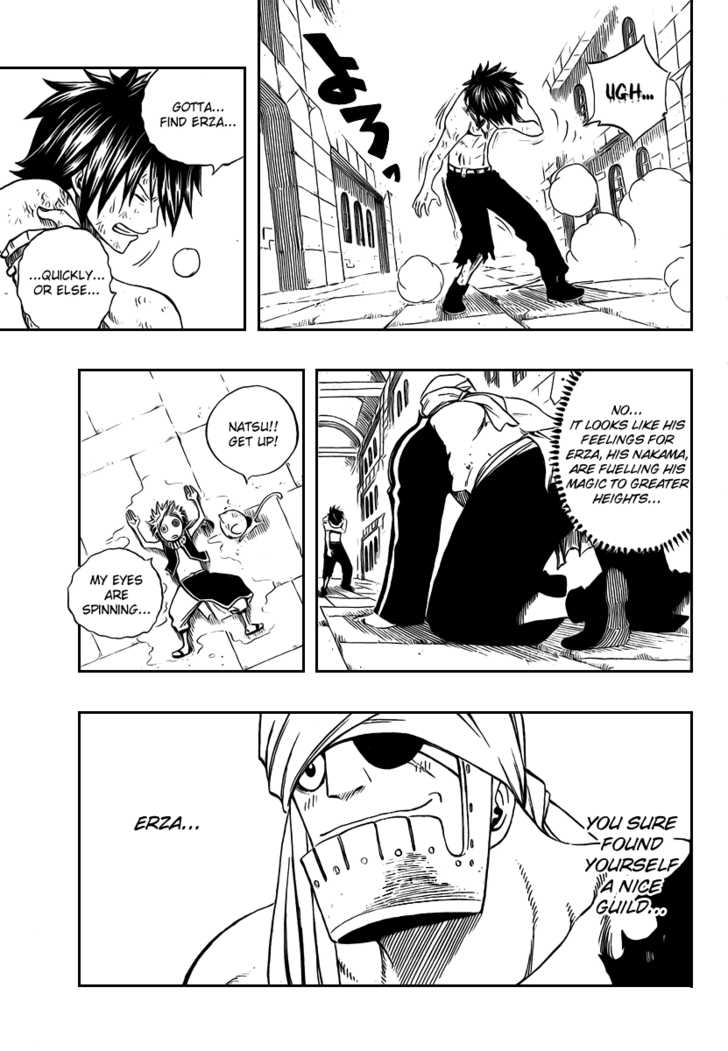 UGH...
よろ
GOTTA...
FIND ERZA...
...QUICKLY...
OR ELSE...
NO...
IT LOOKS LIKE HIS
FEELINGS FOR
ERZA, HIS NAKAMA,
ARE FUELLING HIS
MAGIC TO GREATER
HEIGHTS...
NATSU!!
GET UP!
MY EYES
ARE
SPINNING...
YOU SURE
FOUND
YOURSELF
A NICE
GUILD...
ERZA...